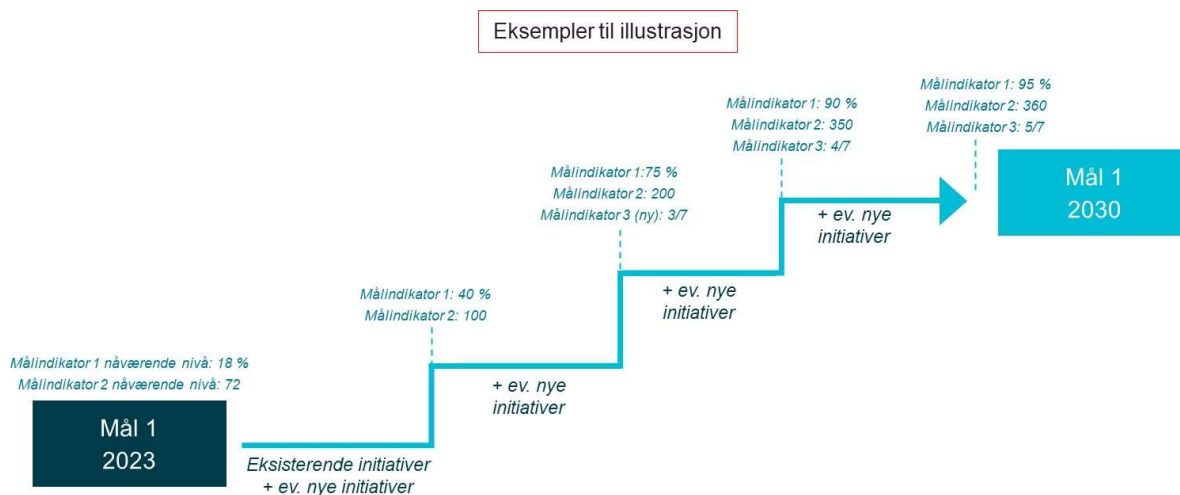 Eksempler til illustrasjon
Målindikator 1: 95 %
Målindikator 2: 360
Målindikator 3: 5/7
Målindikator 1: 90 %
Målindikator 2: 350
Målindikator 3: 4/7
Mål 1
2030
Målindikator 1:75 %
Målindikator 2: 200
Målindikator 3 (ny): 3/7
+ ev. nye
initiativer
Målindikator 1: 40 %
Målindikator 2: 100
+ ev. nye
initiativer
Målindikator 1 nåværende nivå: 18 %
Målindikator 2 nåværende nivå: 72
+ ev. nye
initiativer
Mål 1
2023
Eksisterende initiativer
+ ev. nye initiativer